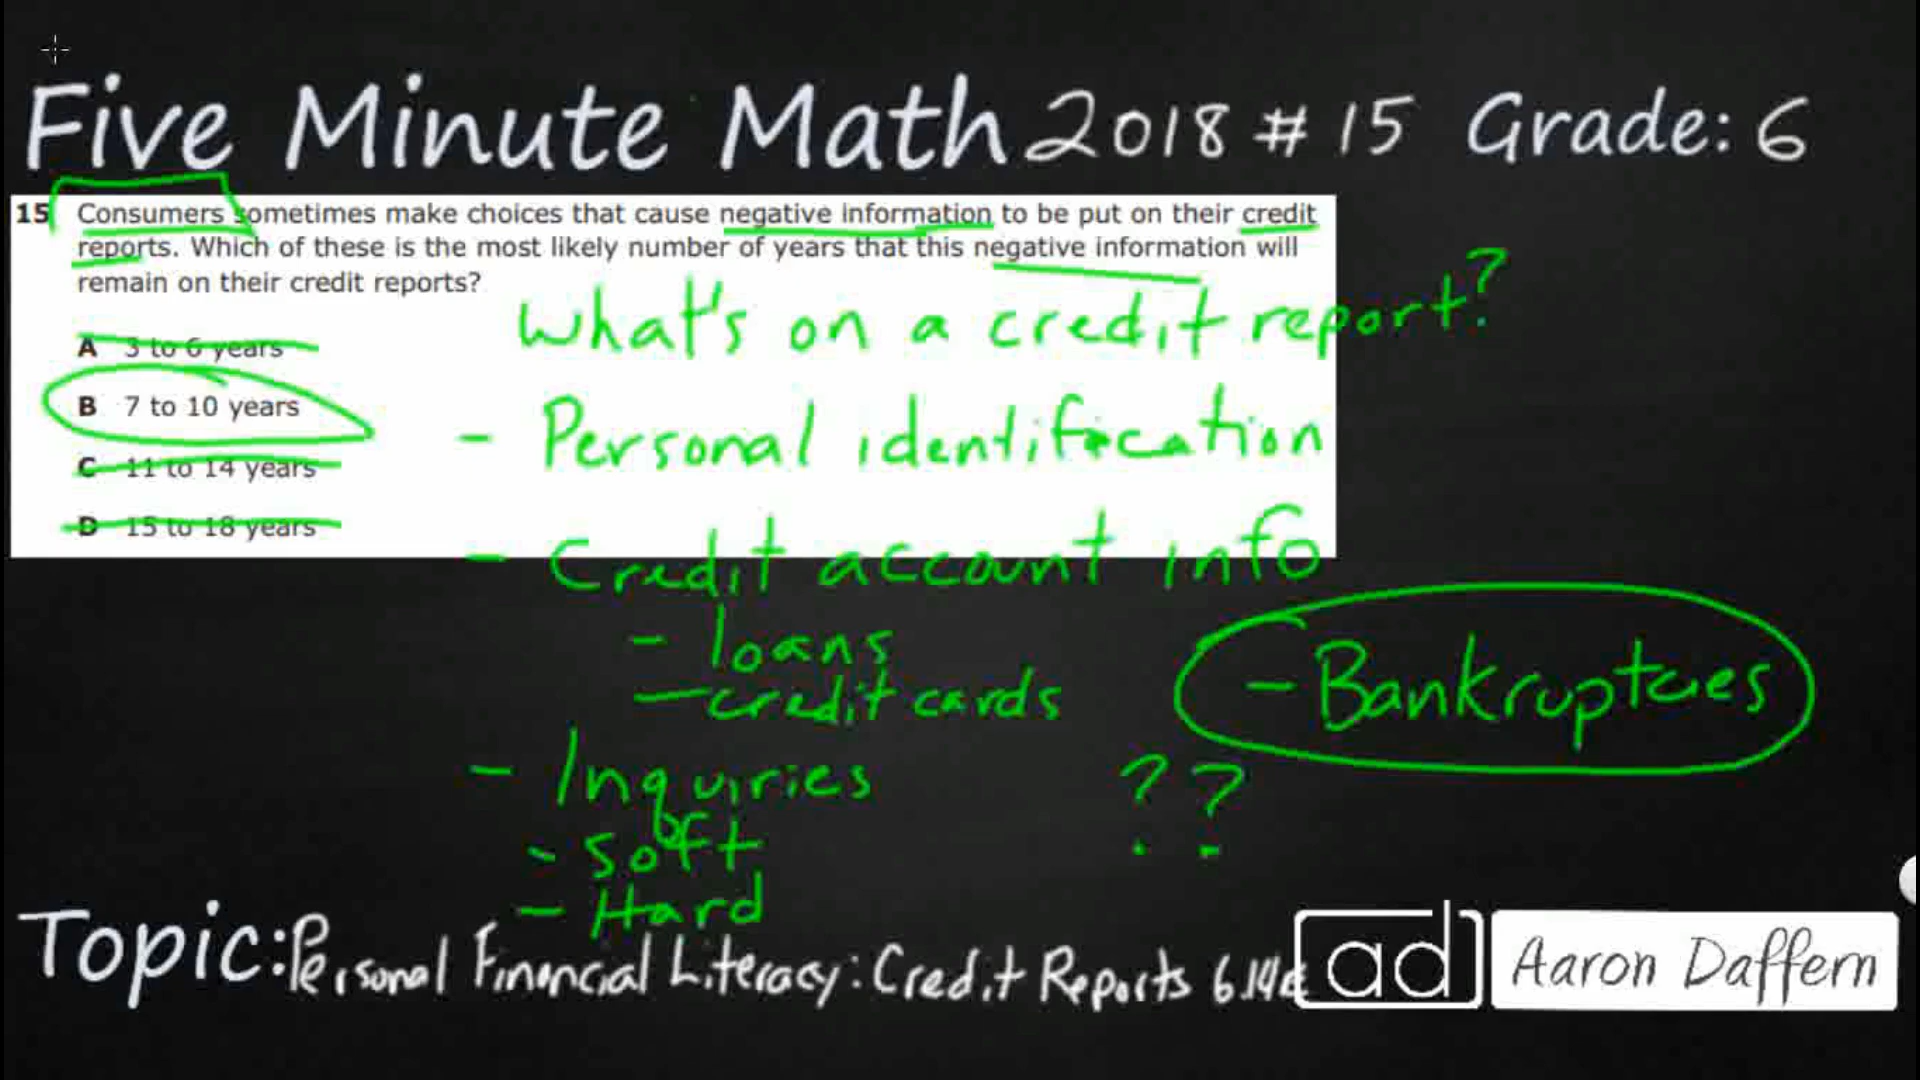 Five Minute Math 2018 # 15 Grade: 6
15 Consumers sometimes make choices that cause negative information to be put on their credit
reports. Which of these is the most likely number of years that this negative information will
remain on their credit reports?
What's on a credit report?
A 3 to 6 years
B 7 to 10 years
- Personal identification
C 11 to 14 years
D 15 to 18 years
- Credit account info
- loans
- credit cards
- Bankruptcies
- Inquiries
? ?
- Soft
- Hard
Topic: Personal Financial Literacy: Credit Reports
ad Aaron Daffern